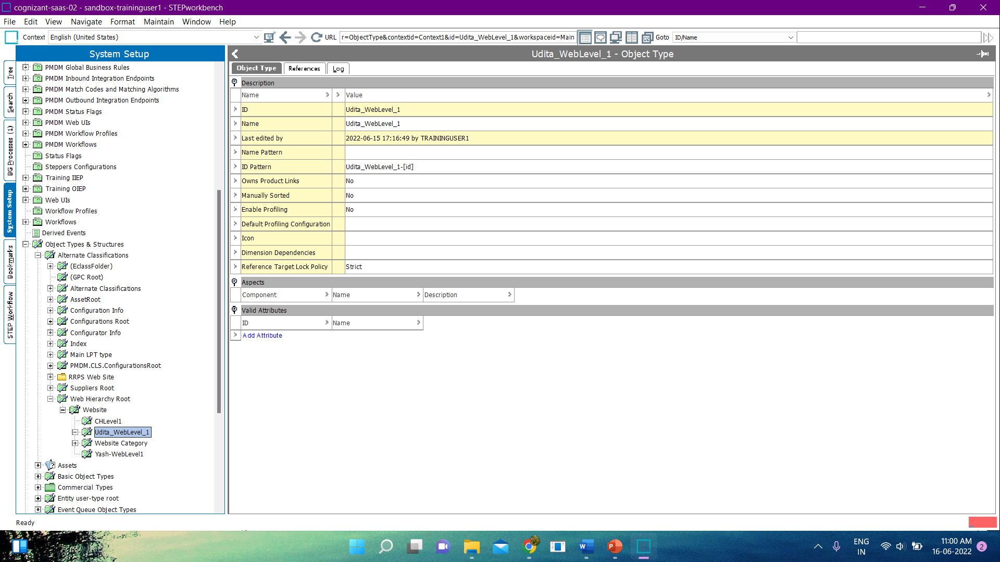 cognizant-saas-02 - sandbox-traininguser1 - STEPworkbench
File Edit View Navigate Format Maintain Window Help
Context English (United States) URL r=ObjectType&contextid=Context1&id=Udita_WebLevel_1&workspaceid=Main Goto ID/Name
System Setup
Tree
Search
BG Processes (1)
System Setup
Bookmarks
STEP Workflow
PMDM Global Business Rules
PMDM Inbound Integration Endpoints
PMDM Match Codes and Matching Algorithms
PMDM Outbound Integration Endpoints
PMDM Status Flags
PMDM Web UIs
PMDM Workflow Profiles
PMDM Workflows
Status Flags
Steppers Configurations
Training IIEP
Training OIEP
Web UIs
Workflow Profiles
Workflows
Derived Events
Object Types & Structures
Alternate Classifications
(EclassFolder)
(GPC Root)
Alternate Classifications
AssetRoot
Configuration Info
Configurations Root
Configurator Info
Index
Main LPT type
PMDM.CLS.ConfigurationsRoot
RRPS Web Site
Suppliers Root
Web Hierarchy Root
Website
CHLevel1
Udita_WebLevel_1
Website Category
Yash-WebLevel1
Assets
Basic Object Types
Commercial Types
Entity user-type root
Event Queue Object Types
Udita_WebLevel_1 - Object Type
Object Type References Log
Description
Name Value
ID Udita_WebLevel_1
Name Udita_WebLevel_1
Last edited by 2022-06-15 17:16:49 by TRAININGUSER1
Name Pattern
ID Pattern Udita_WebLevel_1-[id]
Owns Product Links No
Manually Sorted No
Enable Profiling No
Default Profiling Configuration
Icon
Dimension Dependencies
Reference Target Lock Policy Strict
Aspects
Component Name Description
Valid Attributes
ID Name
Add Attribute
Ready
ENG
IN
11:00 AM
16-06-2022
2